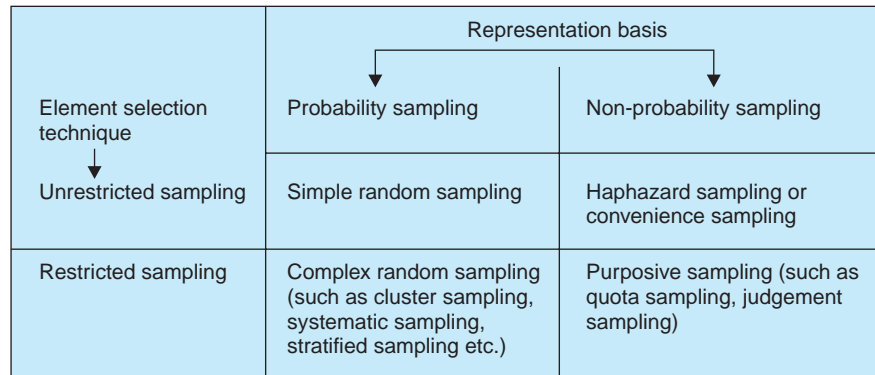 Representation basis
Element selection
technique
Probability sampling
Non-probability sampling
Unrestricted sampling
Simple random sampling
Haphazard sampling or
convenience sampling
Restricted sampling
Complex random sampling
(such as cluster sampling,
systematic sampling,
stratified sampling etc.)
Purposive sampling (such as
quota sampling, judgement
sampling)